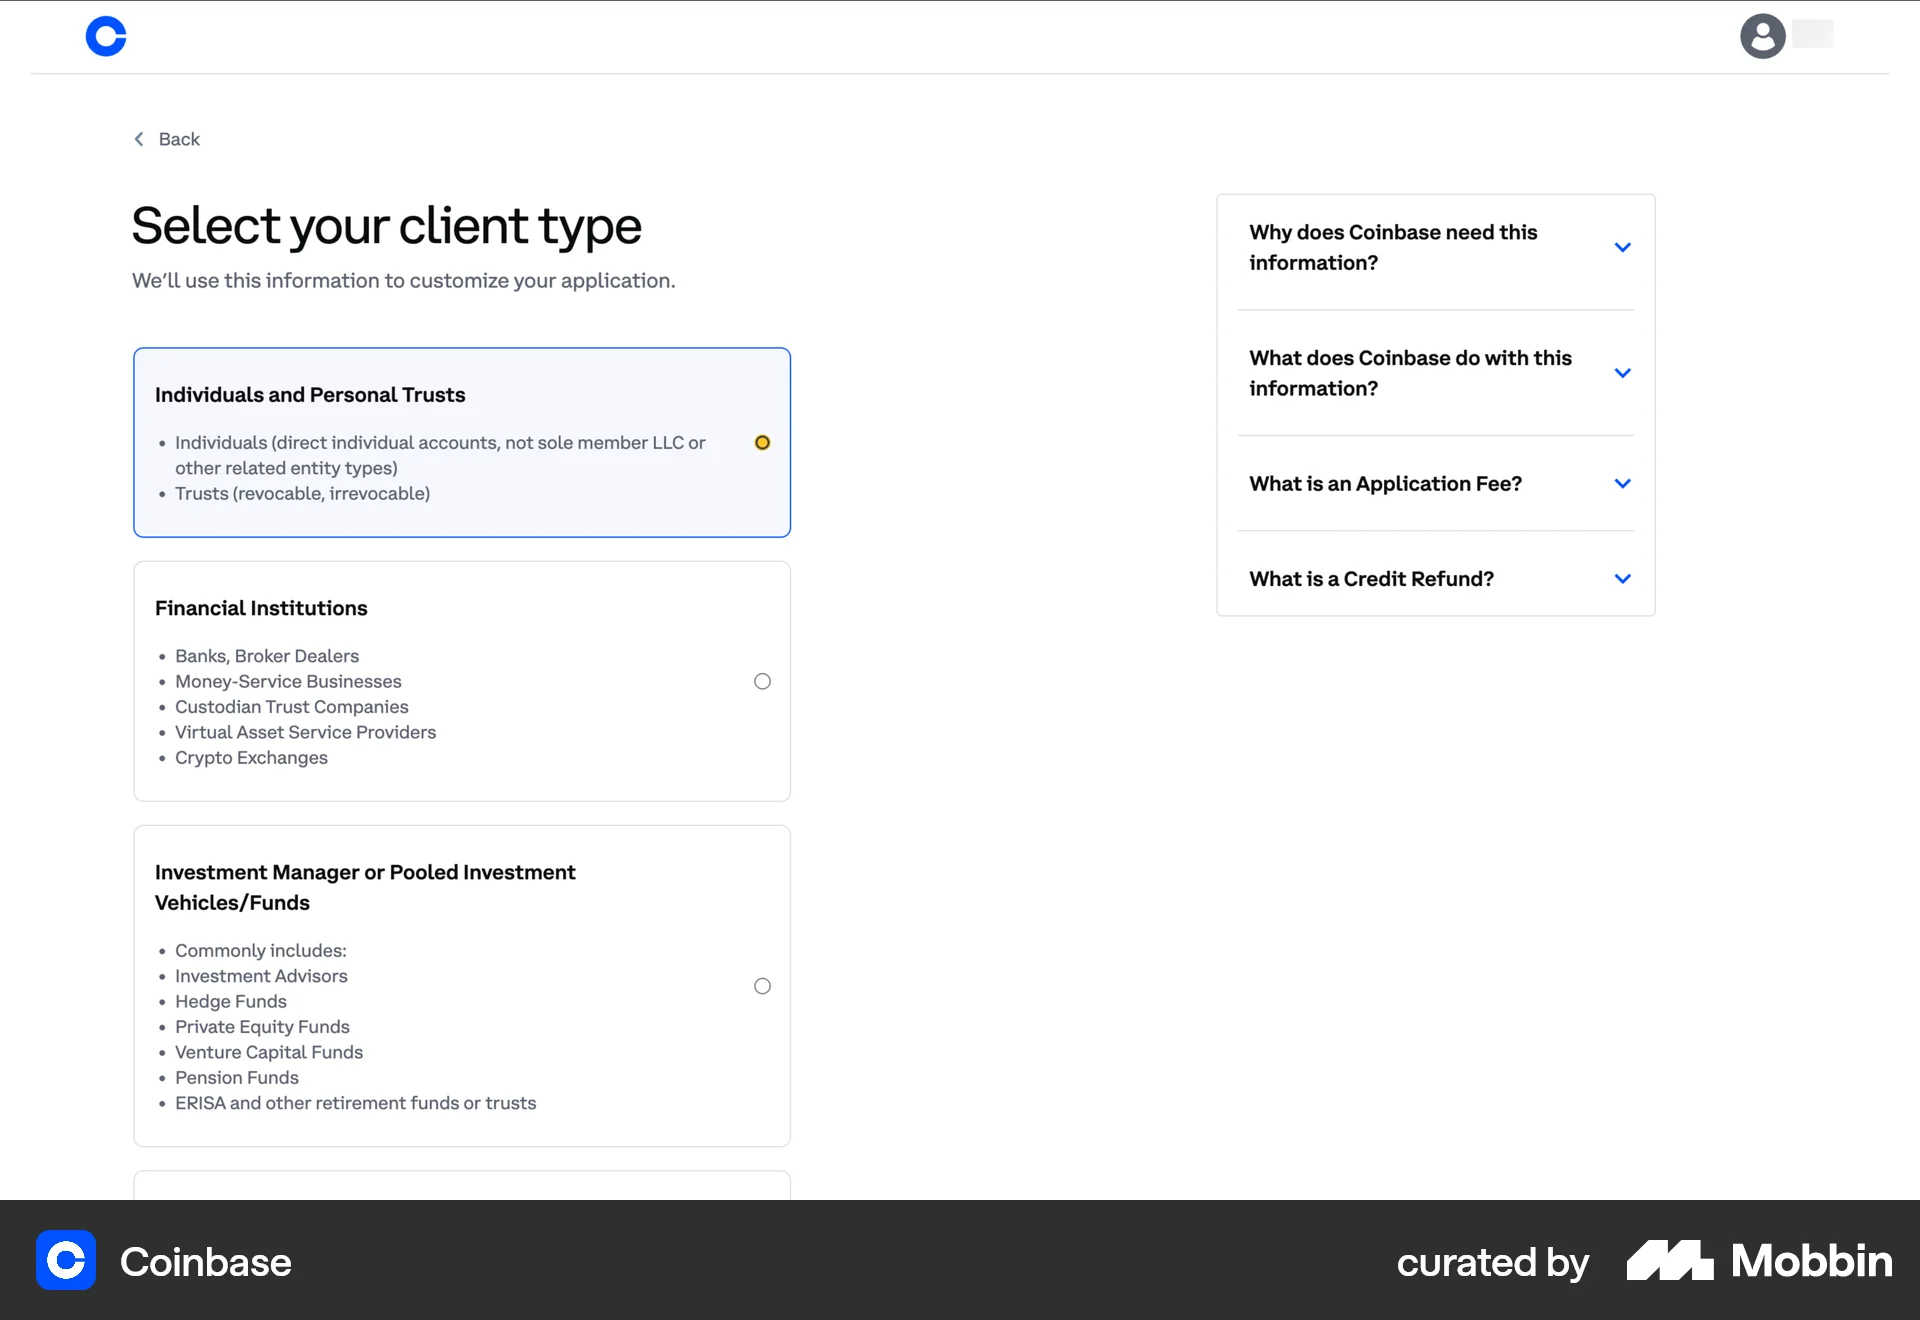 Back
Select your client type
We’ll use this information to customize your application.
Individuals and Personal Trusts
• Individuals (direct individual accounts, not sole member LLC or
other related entity types)
• Trusts (revocable, irrevocable)
Financial Institutions
• Banks, Broker Dealers
• Money-Service Businesses
• Custodian Trust Companies
• Virtual Asset Service Providers
• Crypto Exchanges
Investment Manager or Pooled Investment
Vehicles/Funds
• Commonly includes:
• Investment Advisors
• Hedge Funds
• Private Equity Funds
• Venture Capital Funds
• Pension Funds
• ERISA and other retirement funds or trusts
Why does Coinbase need this
information?
What does Coinbase do with this
information?
What is an Application Fee?
What is a Credit Refund?
Coinbase
curated by Mobbin